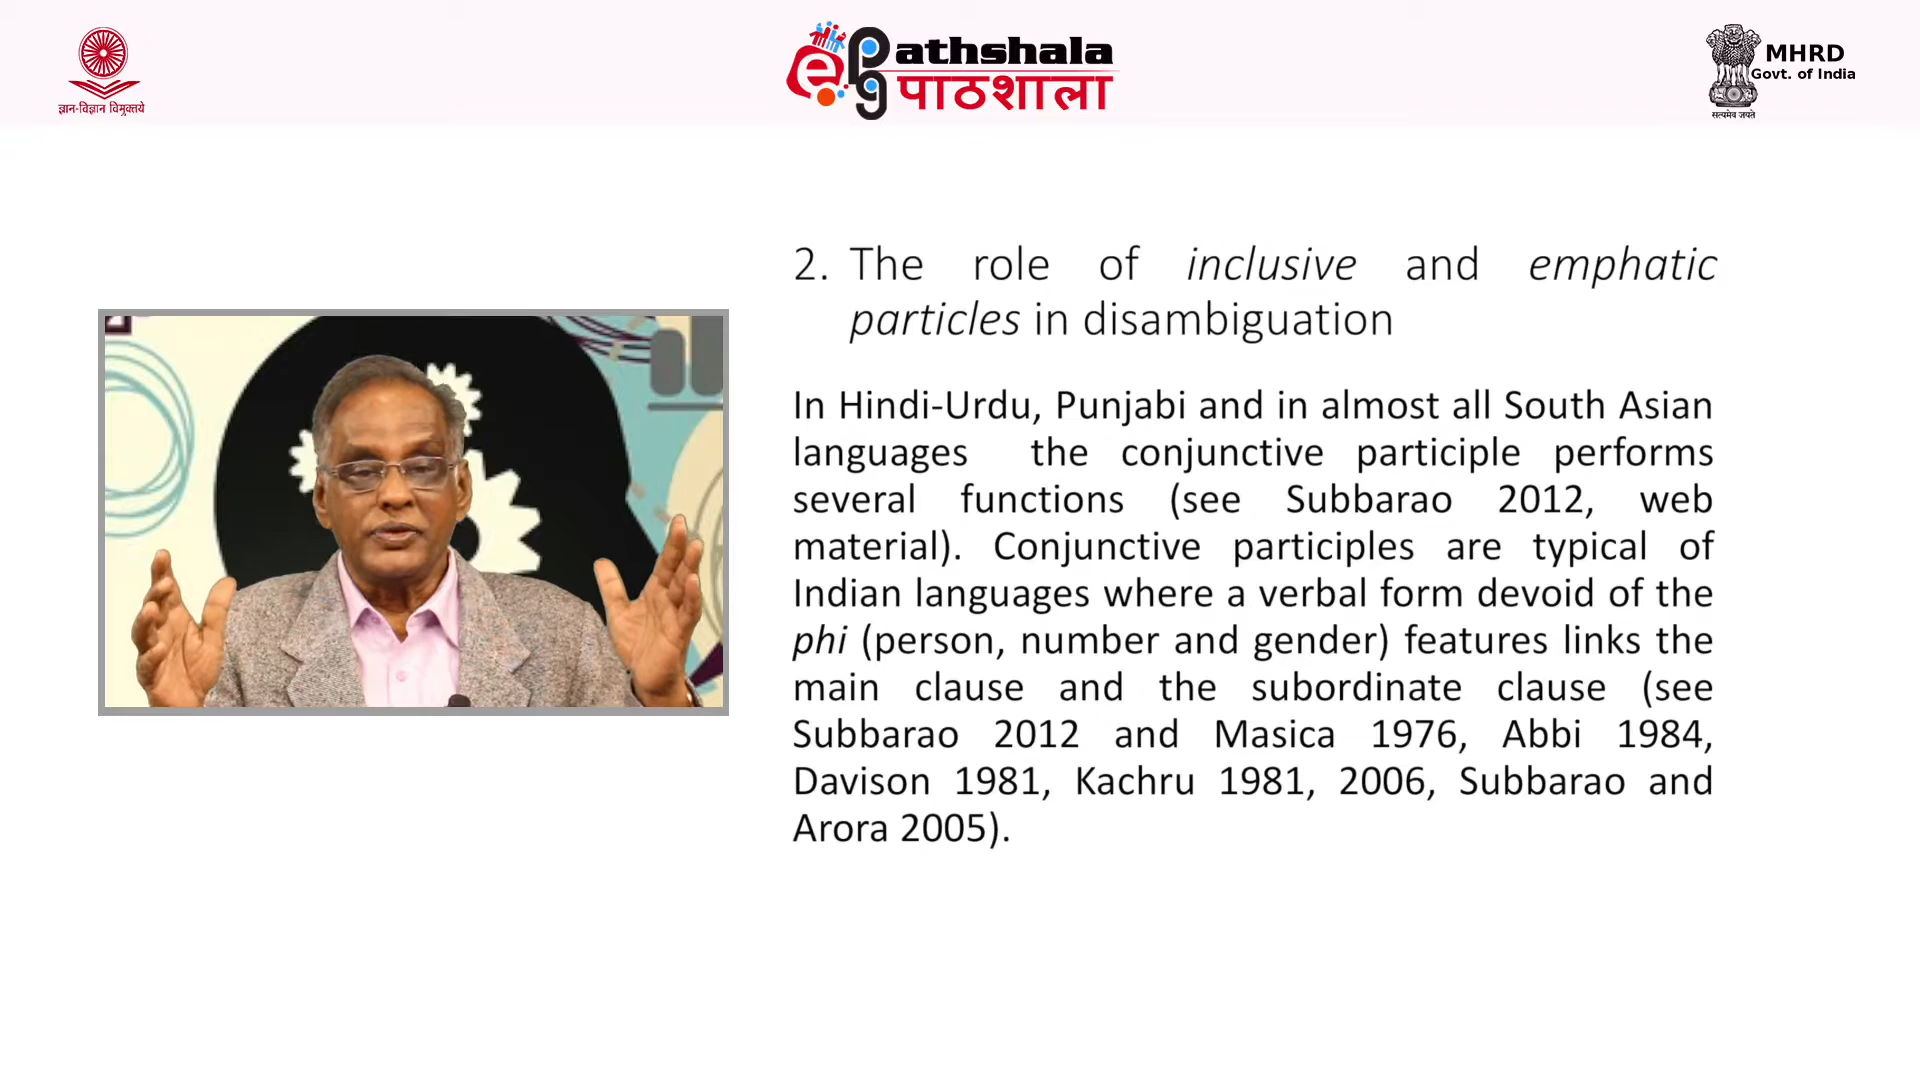 ज्ञान-विज्ञान विमुक्तये
e pg
athshala
पाठशाला
MHRD
Govt. of India
सत्यमेव जयते
2. The role of inclusive and emphatic
particles in disambiguation
In Hindi-Urdu, Punjabi and in almost all South Asian
languages the conjunctive participle performs
several functions (see Subbarao 2012, web
material). Conjunctive participles are typical of
Indian languages where a verbal form devoid of the
phi (person, number and gender) features links the
main clause and the subordinate clause (see
Subbarao 2012 and Masica 1976, Abbi 1984,
Davison 1981, Kachru 1981, 2006, Subbarao and
Arora 2005).